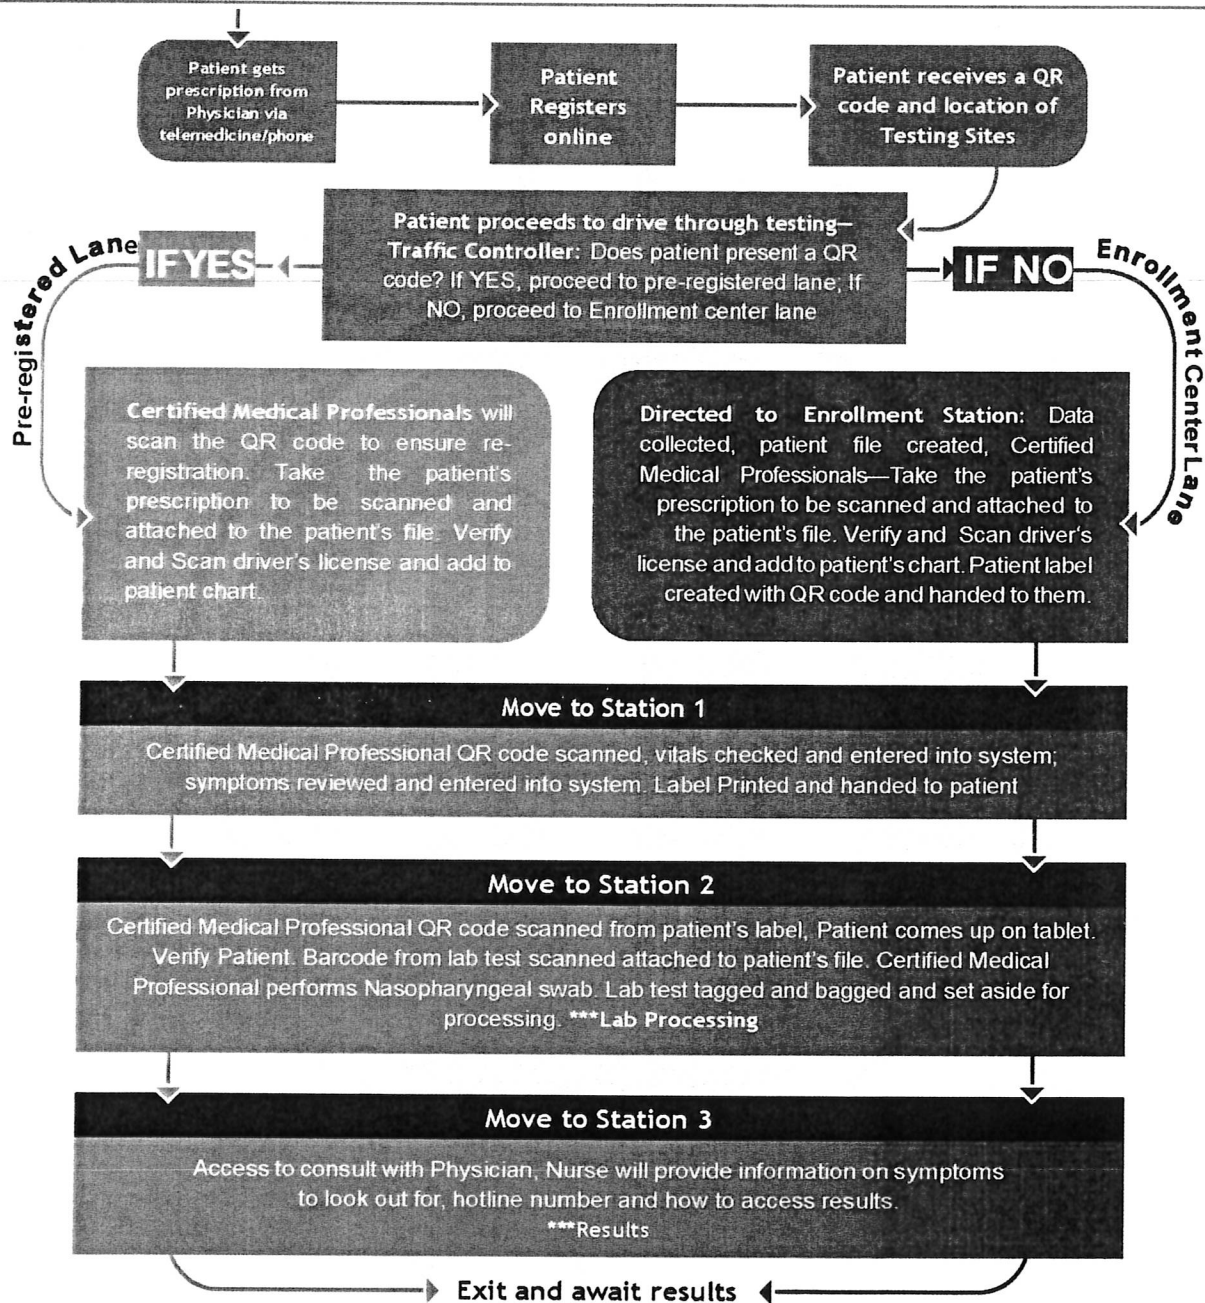 Patient gets
prescription from
Physician via
telemedicine/phone
Patient
Registers
online
Patient receives a QR
code and location of
Testing Sites
Patient proceeds to drive through testing—
Traffic Controller: Does patient present a QR
code? If YES, proceed to pre-registered lane; If
NO, proceed to Enrollment center lane
IF YES
IF NO
Pre-registered Lane
Enrollment Center Lane
Certified Medical Professionals will
scan the QR code to ensure re-
registration. Take the patient's
prescription to be scanned and
attached to the patient's file. Verify
and Scan driver's license and add to
patient chart.
Directed to Enrollment Station: Data
collected, patient file created, Certified
Medical Professionals—Take the patient's
prescription to be scanned and attached to
the patient's file. Verify and Scan driver's
license and add to patient's chart. Patient label
created with QR code and handed to them.
Move to Station 1
Certified Medical Professional QR code scanned, vitals checked and entered into system;
symptoms reviewed and entered into system. Label Printed and handed to patient
Move to Station 2
Certified Medical Professional QR code scanned from patient's label, Patient comes up on tablet.
Verify Patient. Barcode from lab test scanned attached to patient's file. Certified Medical
Professional performs Nasopharyngeal swab. Lab test tagged and bagged and set aside for
processing. ***Lab Processing
Move to Station 3
Access to consult with Physician, Nurse will provide information on symptoms
to look out for, hotline number and how to access results.
***Results
Exit and await results